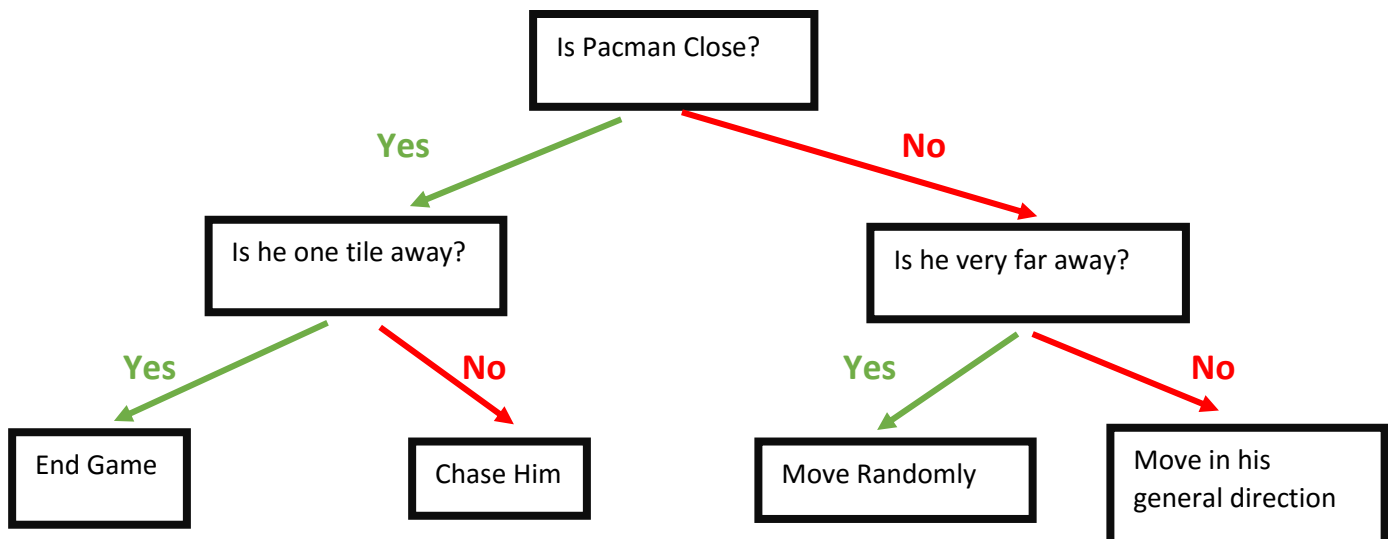 Is Pacman Close?
Yes
No
Is he one tile away?
Is he very far away?
Yes
No
Yes
No
End Game
Chase Him
Move Randomly
Move in his
general direction